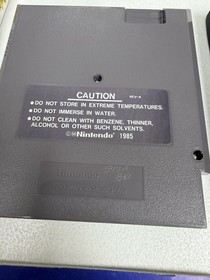 CAUTION
REV-A
●DO NOT STORE IN EXTREME TEMPERATURES.
●DO NOT IMMERSE IN WATER.
●DO NOT CLEAN WITH BENZENE, THINNER,
ALCOHOL OR OTHER SUCH SOLVENTS.
©®Nintendo® 1985